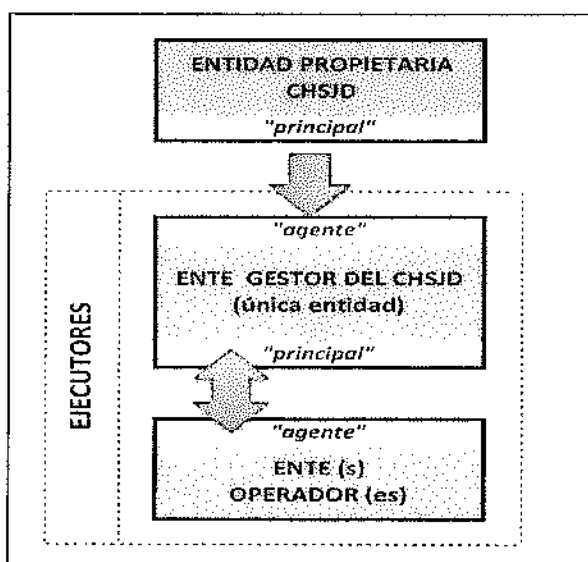 ENTIDAD PROPIETARIA
CHSJD
"principal"
"agente"
ENTE GESTOR DEL CHSJD
(única entidad)
"principal"
EJECUTORES
"agente"
ENTE (s)
OPERADOR (es)